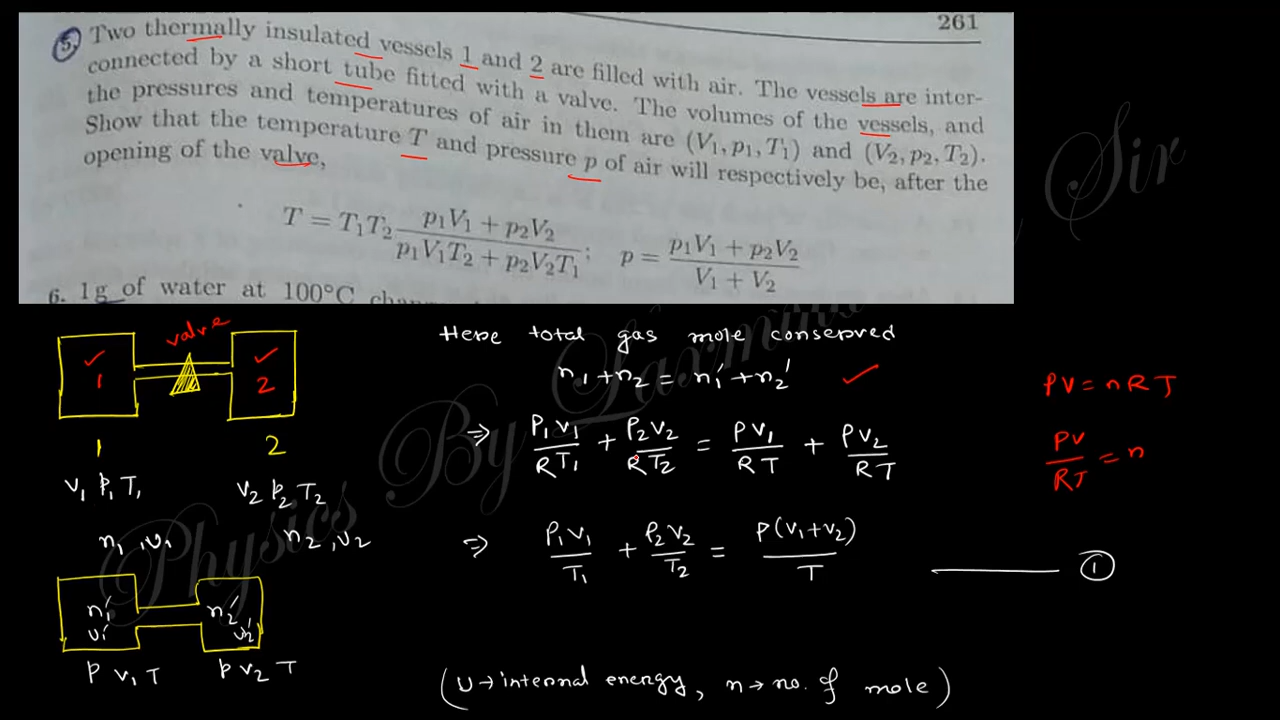 261
5. Two thermally insulated vessels 1 and 2 are filled with air. The vessels are inter-
connected by a short tube fitted with a valve. The volumes of the vessels, and
the pressures and temperatures of air in them are (V₁, p₁, T₁) and (V₂, p₂, T₂).
Show that the temperature T and pressure p of air will respectively be, after the
opening of the valve,
T = T₁T₂ (p₁V₁ + p₂V₂)/(p₁V₁T₂ + p₂V₂T₁); p = (p₁V₁ + p₂V₂)/(V₁ + V₂)
6. 1g of water at 100°C
valve
1 2
1 2
V₁ P₁ T₁ V₂ P₂ T₂
n₁, U₁ n₂, U₂
n₁′ n₂′
U₁′ U₂′
P V₁ T P V₂ T
Here total gas mole conserved
n₁ + n₂ = n₁′ + n₂′ ✓
⇒ P₁V₁/RT₁ + P₂V₂/RT₂ = PV₁/RT + PV₂/RT
⇒ P₁V₁/T₁ + P₂V₂/T₂ = P(V₁+V₂)/T ——— ①
(U → internal energy, n → no. of mole)
PV = nRT
PV/RT = n
Physics By Laxmi Sir